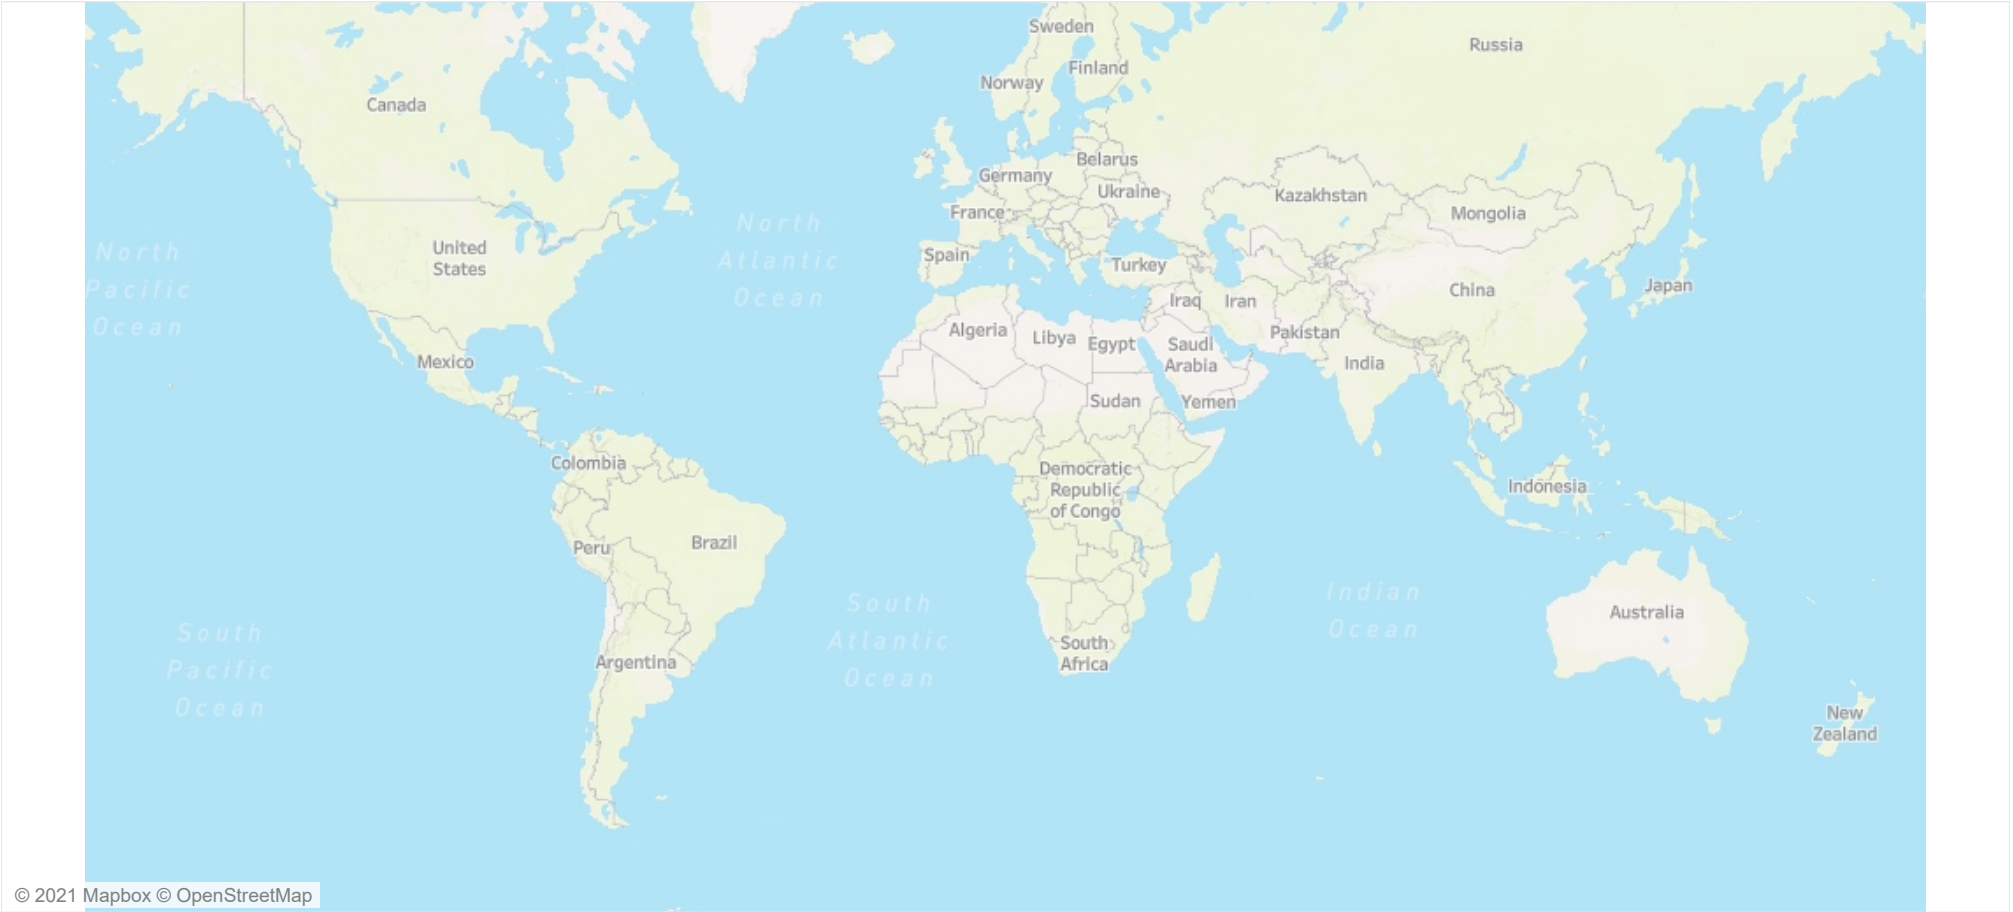 Sweden
Russia
Finland
Norway
Canada
Belarus
Germany
Ukraine
Kazakhstan
France
Mongolia
North
Atlantic
Ocean
United
States
North
Pacific
Ocean
Spain
Turkey
China
Japan
Iraq
Iran
Algeria
Libya
Egypt
Pakistan
Saudi
Arabia
India
Mexico
Sudan
Yemen
Colombia
Democratic
Republic
of Congo
Indonesia
Peru
Brazil
South
Atlantic
Ocean
Indian
Ocean
Australia
South
Pacific
Ocean
Argentina
South
Africa
New
Zealand
© 2021 Mapbox © OpenStreetMap